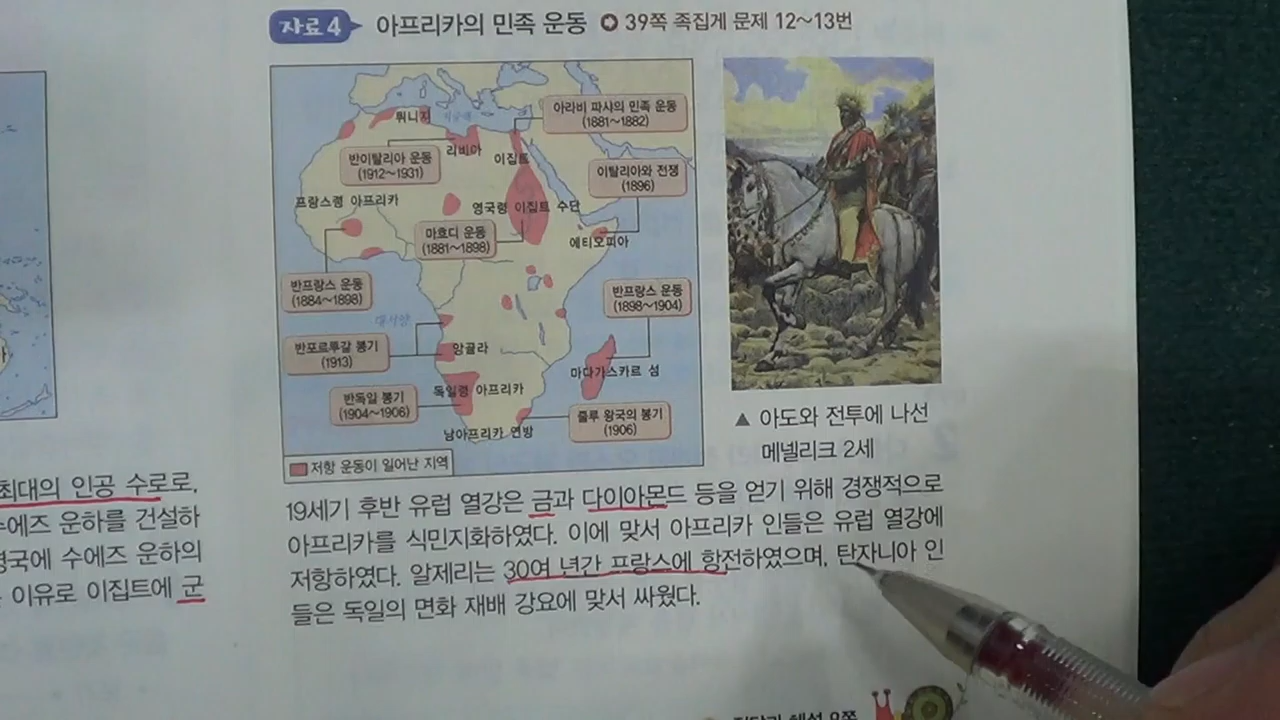 자료 4 아프리카의 민족 운동 ➲ 39쪽 족집게 문제 12~13번
튀니지
지중해
아라비 파샤의 민족 운동
(1881~1882)
반이탈리아 운동
(1912~1931)
리비아
이집트
이탈리아와 전쟁
(1896)
프랑스령 아프리카
영국령 이집트 수단
마흐디 운동
(1881~1898)
에티오피아
반프랑스 운동
(1884~1898)
반프랑스 운동
(1898~1904)
대서양
반포르투갈 봉기
(1913)
앙골라
마다가스카르 섬
반독일 봉기
(1904~1906)
독일령 아프리카
줄루 왕국의 봉기
(1906)
남아프리카 연방
저항 운동이 일어난 지역
▲ 아도와 전투에 나선
메넬리크 2세
19세기 후반 유럽 열강은 금과 다이아몬드 등을 얻기 위해 경쟁적으로
아프리카를 식민지화하였다. 이에 맞서 아프리카 인들은 유럽 열강에
저항하였다. 알제리는 30여 년간 프랑스에 항전하였으며, 탄자니아 인
들은 독일의 면화 재배 강요에 맞서 싸웠다.
최대의 인공 수로로,
수에즈 운하를 건설하
영국에 수에즈 운하의
이유로 이집트에 군